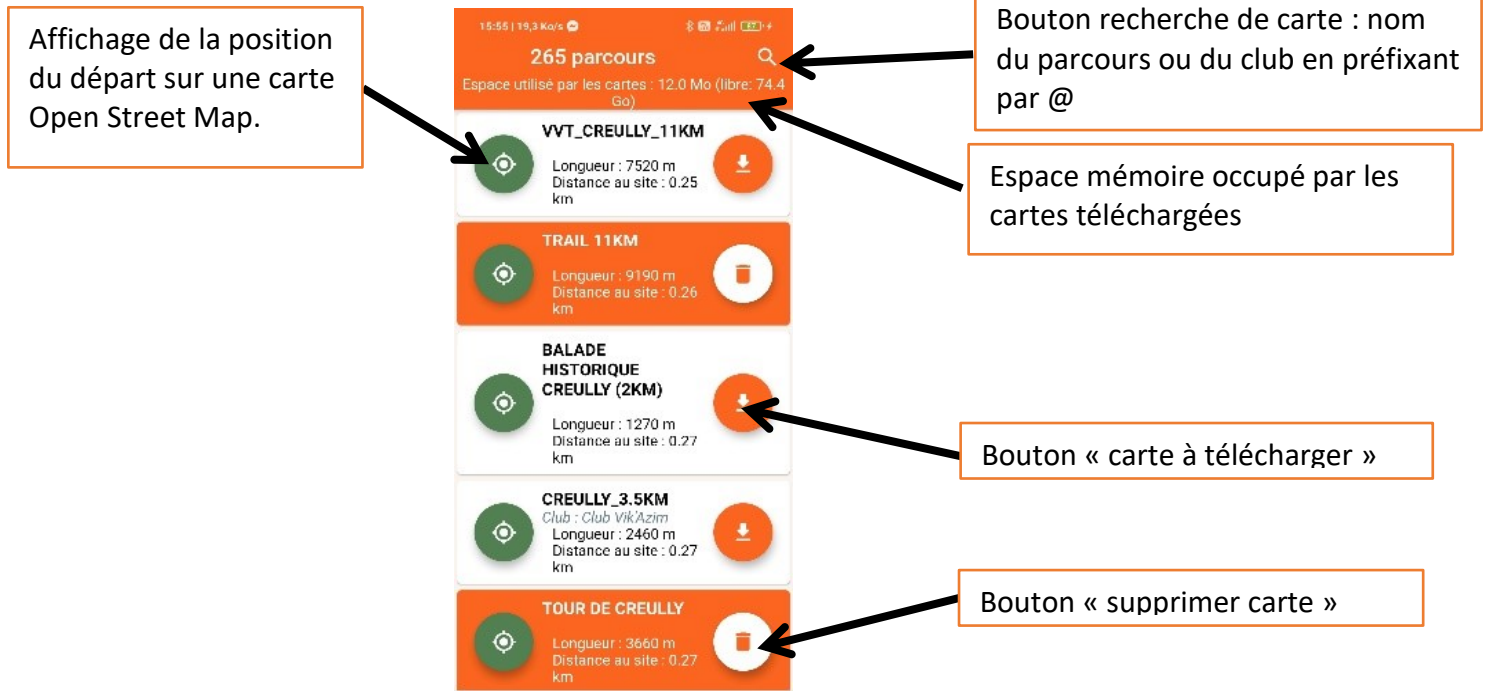 Affichage de la position
du départ sur une carte
Open Street Map.
15:55 | 19,3 Ko/s
57
265 parcours
Espace utilisé par les cartes : 12.0 Mo (libre: 74.4
Go)
VVT_CREULLY_11KM
Longueur : 7520 m
Distance au site : 0.25
km
TRAIL 11KM
Longueur : 9190 m
Distance au site : 0.26
km
BALADE
HISTORIQUE
CREULLY (2KM)
Longueur : 1270 m
Distance au site : 0.27
km
CREULLY_3.5KM
Club : Club Vik'Azim
Longueur : 2460 m
Distance au site : 0.27
km
TOUR DE CREULLY
Longueur : 3660 m
Distance au site : 0.27
km
Bouton recherche de carte : nom
du parcours ou du club en préfixant
par @
Espace mémoire occupé par les
cartes téléchargées
Bouton « carte à télécharger »
Bouton « supprimer carte »